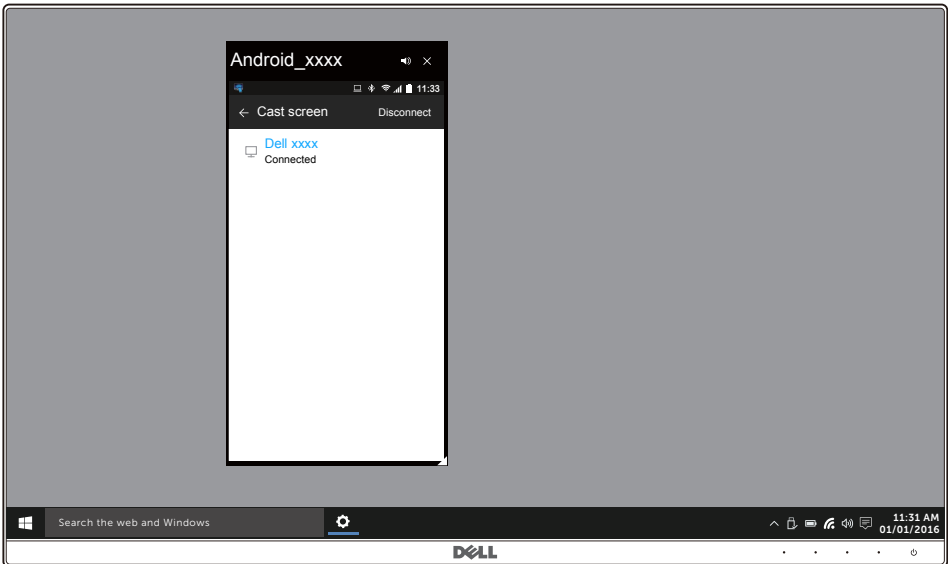 Android_xxxx
11:33
Cast screen
Disconnect
Dell xxxx
Connected
Search the web and Windows
11:31 AM
01/01/2016
DELL